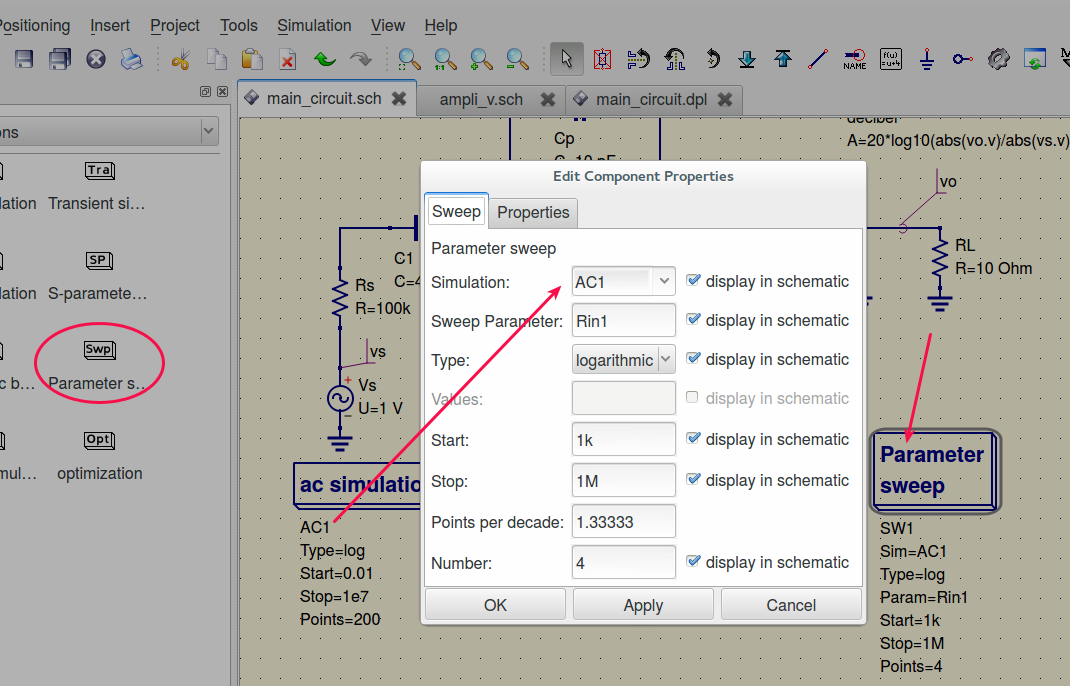 Positioning Insert Project Tools Simulation View Help
NAME
f(ω)
main_circuit.sch ampli_v.sch main_circuit.dpl
ons
Tra
lation Transient si...
SP
lation S-paramete...
Swp
c b... Parameter s...
Opt
mul... optimization
Cp
A=20*log10(abs(vo.v)/abs(vs.v)
vo
RL
R=10 Ohm
C1
Rs
R=100k
vs
Vs
U=1 V
ac simulatio
AC1
Type=log
Start=0.01
Stop=1e7
Points=200
Edit Component Properties
Sweep Properties
Parameter sweep
Simulation: AC1 display in schematic
Sweep Parameter: Rin1 display in schematic
Type: logarithmic display in schematic
Values: display in schematic
Start: 1k display in schematic
Stop: 1M display in schematic
Points per decade: 1.33333
Number: 4 display in schematic
OK Apply Cancel
Parameter
sweep
SW1
Sim=AC1
Type=log
Param=Rin1
Start=1k
Stop=1M
Points=4